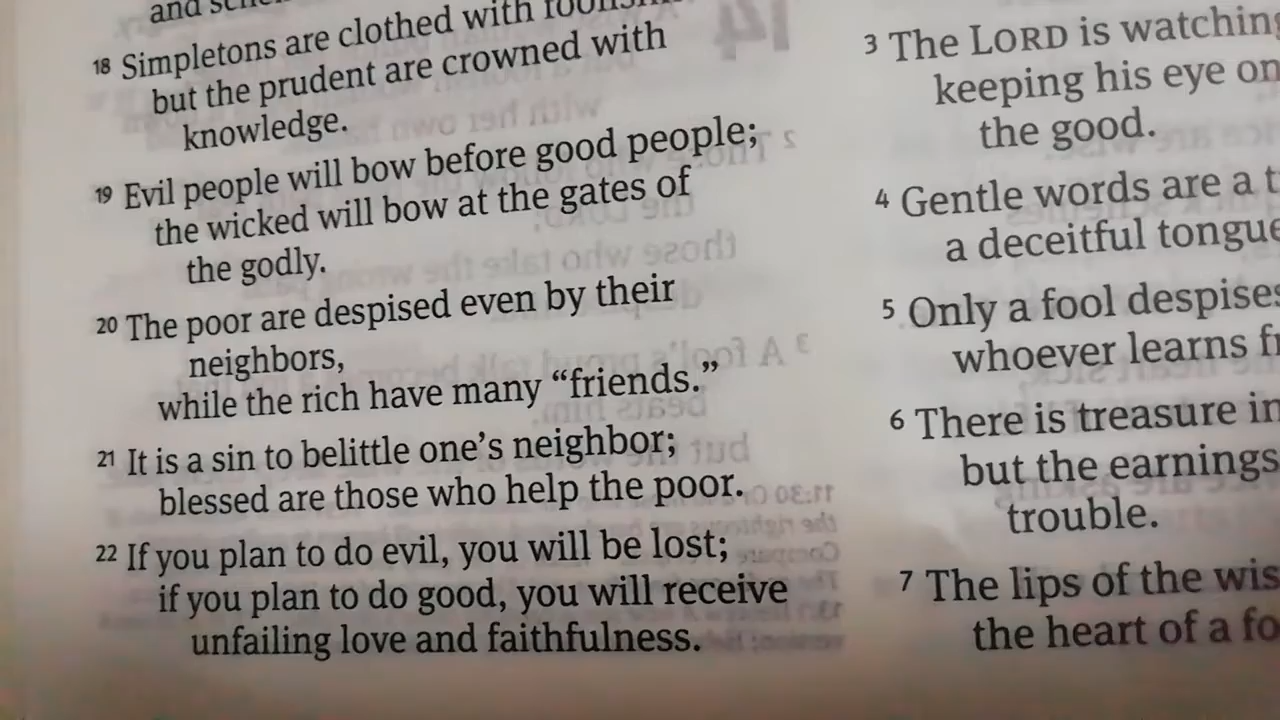 18 Simpletons are clothed with
but the prudent are crowned with
knowledge.
19 Evil people will bow before good people;
the wicked will bow at the gates of
the godly.
20 The poor are despised even by their
neighbors,
while the rich have many “friends.”
21 It is a sin to belittle one’s neighbor;
blessed are those who help the poor.
22 If you plan to do evil, you will be lost;
if you plan to do good, you will receive
unfailing love and faithfulness.
3 The LORD is watching
keeping his eye on
the good.
4 Gentle words are a
a deceitful tongue
5 Only a fool despises
whoever learns
6 There is treasure in
but the earnings
trouble.
7 The lips of the
the heart of a